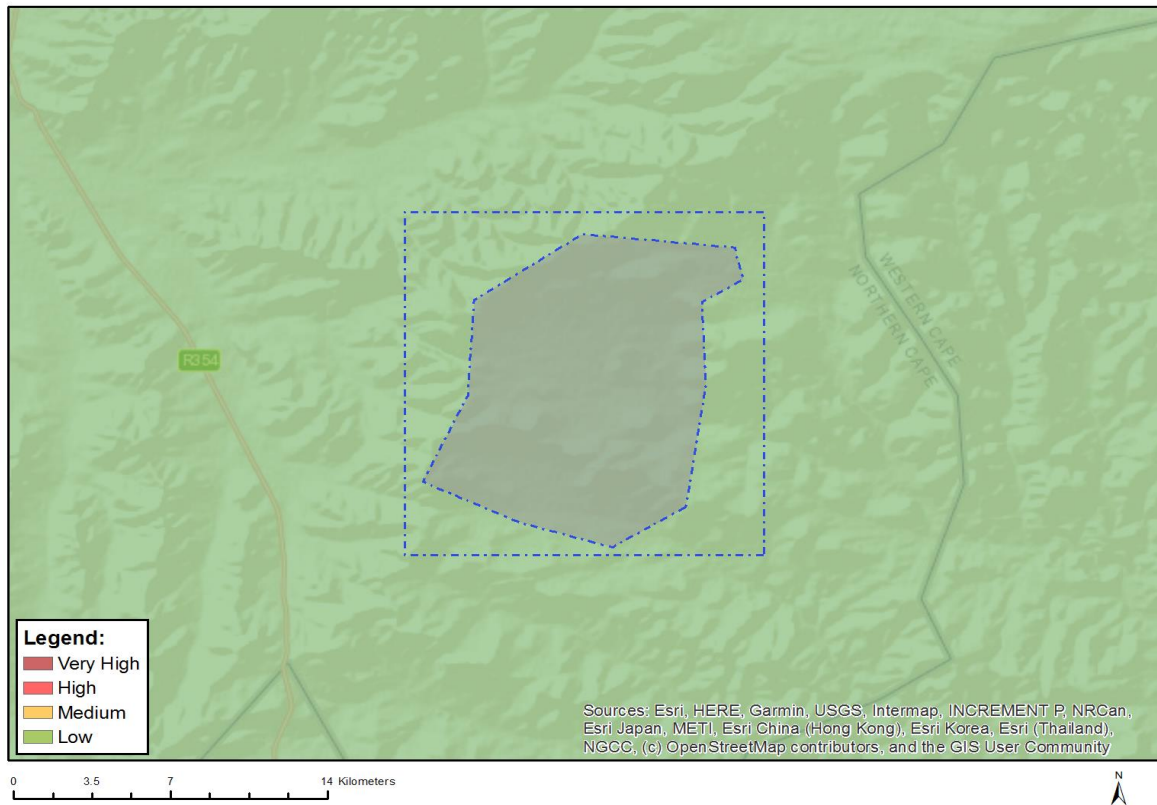 R354
WESTERN CAPE
NORTHERN CAPE
Legend:
Very High
High
Medium
Low
Sources: Esri, HERE, Garmin, USGS, Intermap, INCREMENT P, NRCan,
Esri Japan, METI, Esri China (Hong Kong), Esri Korea, Esri (Thailand),
NGCC, (c) OpenStreetMap contributors, and the GIS User Community
0 3.5 7 14 Kilometers
N